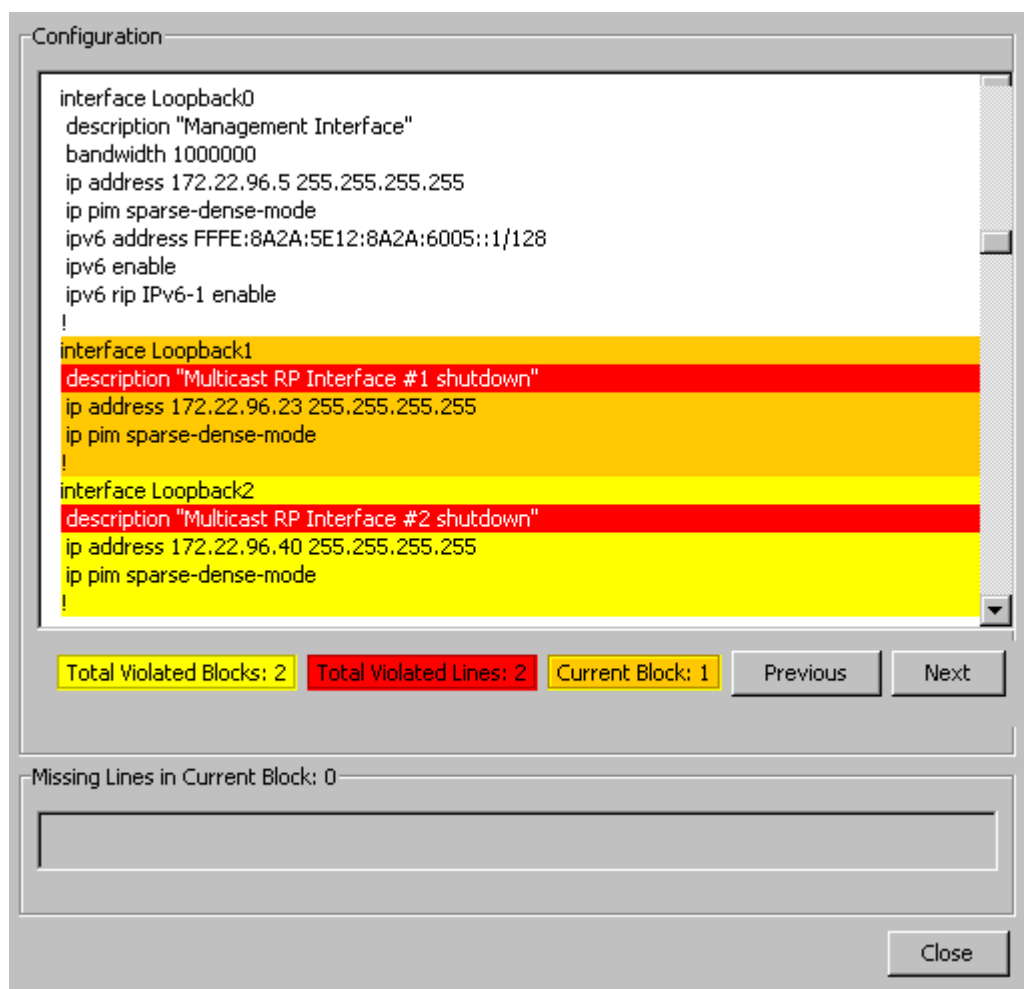 Configuration
interface Loopback0
description "Management Interface"
bandwidth 1000000
ip address 172.22.96.5 255.255.255.255
ip pim sparse-dense-mode
ipv6 address FFFE:8A2A:5E12:8A2A:6005::1/128
ipv6 enable
ipv6 rip IPv6-1 enable
!
interface Loopback1
description "Multicast RP Interface #1 shutdown"
ip address 172.22.96.23 255.255.255.255
ip pim sparse-dense-mode
!
interface Loopback2
description "Multicast RP Interface #2 shutdown"
ip address 172.22.96.40 255.255.255.255
ip pim sparse-dense-mode
!
Total Violated Blocks: 2 Total Violated Lines: 2 Current Block: 1 Previous Next
Missing Lines in Current Block: 0
Close